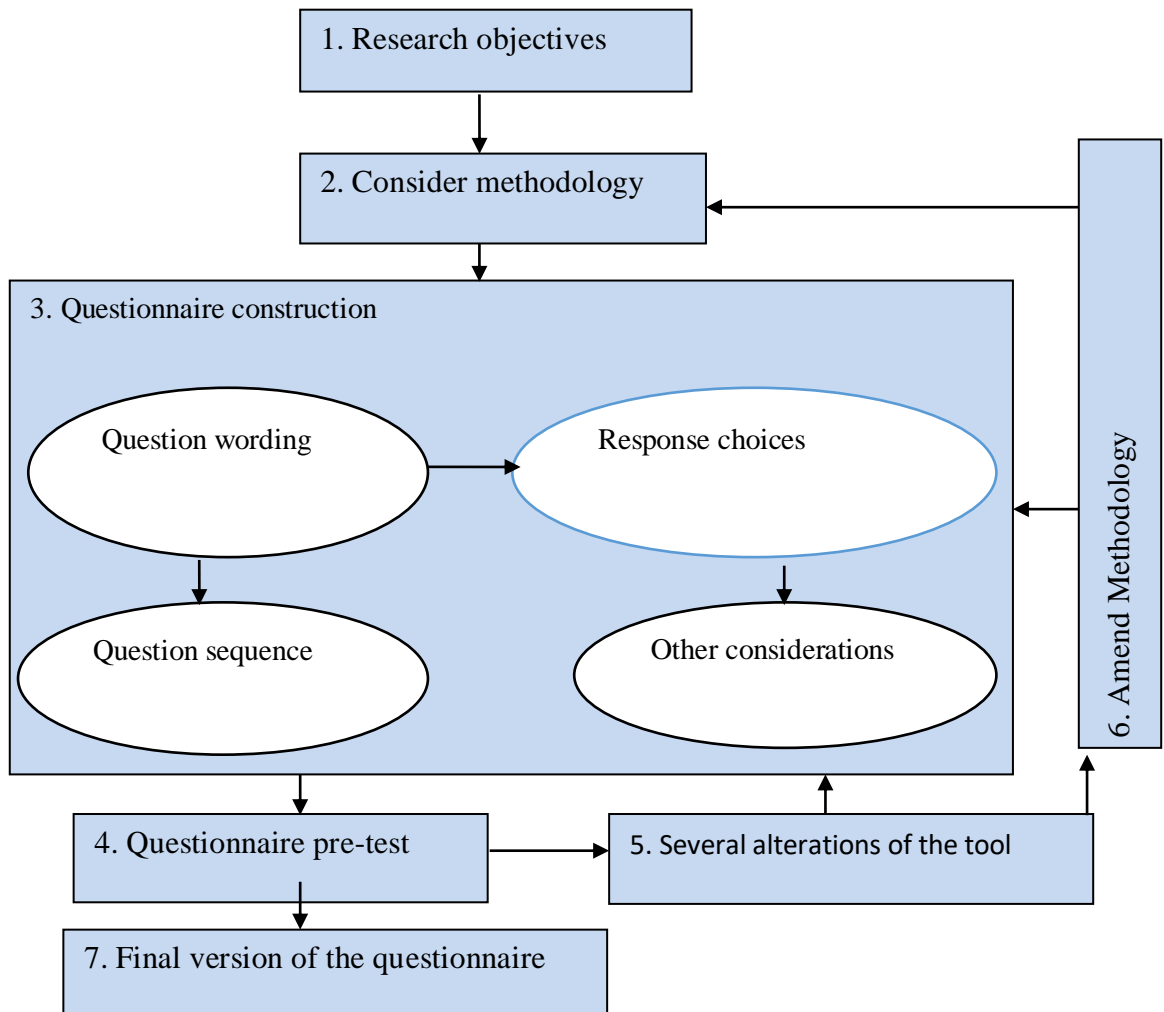 1. Research objectives
2. Consider methodology
3. Questionnaire construction
Question wording
Response choices
Question sequence
Other considerations
4. Questionnaire pre-test
5. Several alterations of the tool
6. Amend Methodology
7. Final version of the questionnaire